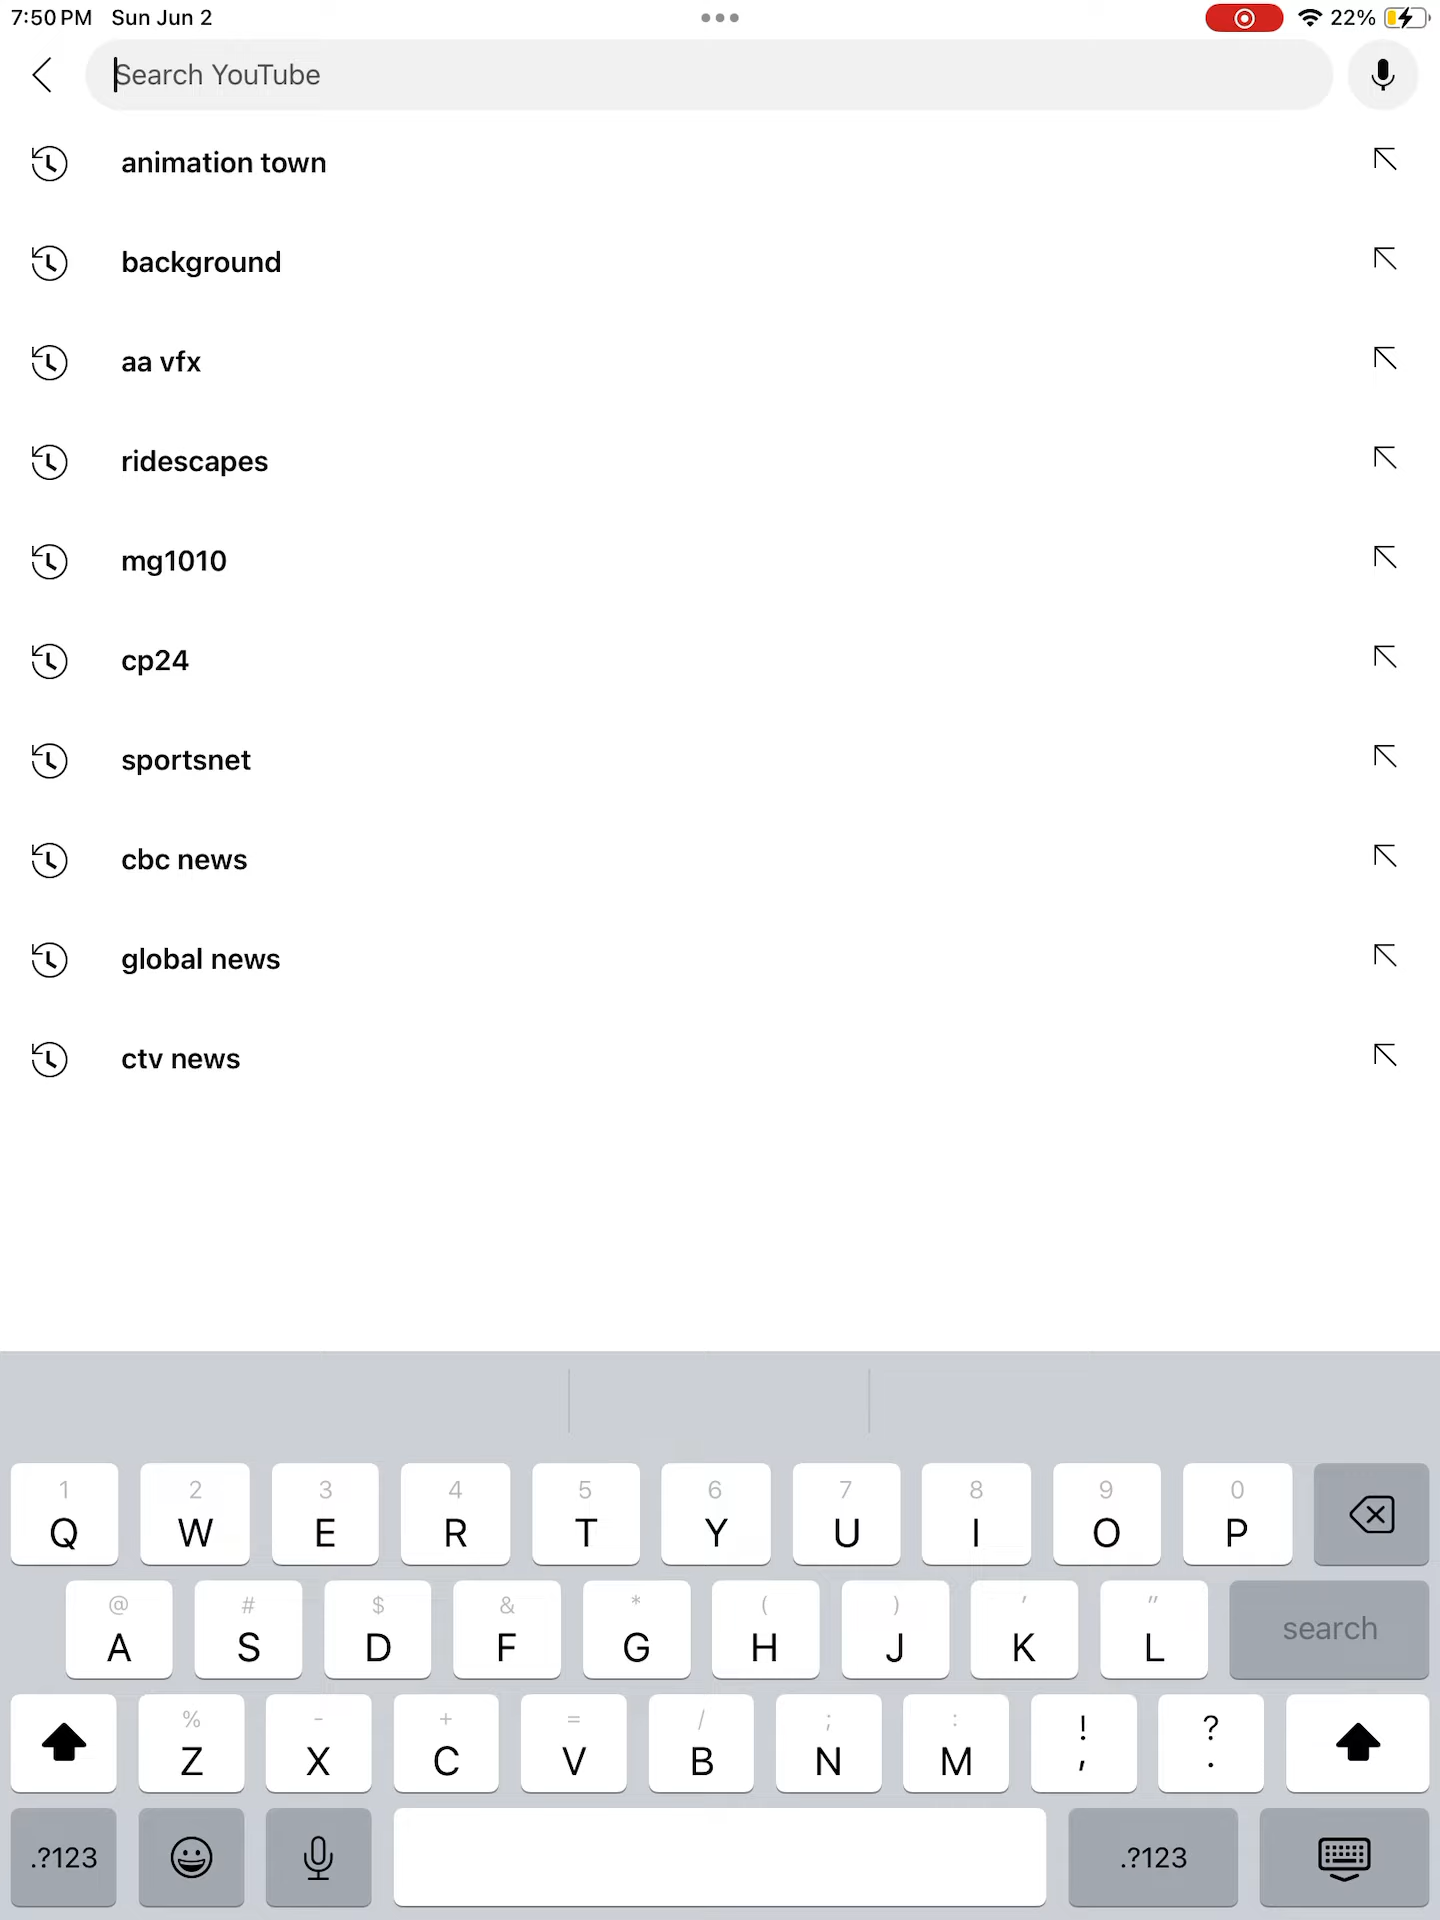 7:50 PM Sun Jun 2
22%
Search YouTube
animation town
background
aa vfx
ridescapes
mg1010
cp24
sportsnet
cbc news
global news
ctv news
1 2 3 4 5 6 7 8 9 0
Q W E R T Y U I O P
@ # $ & * ( ) ' "
A S D F G H J K L search
% - + = / ; : ! ?
Z X C V B N M , .
.?123 .?123